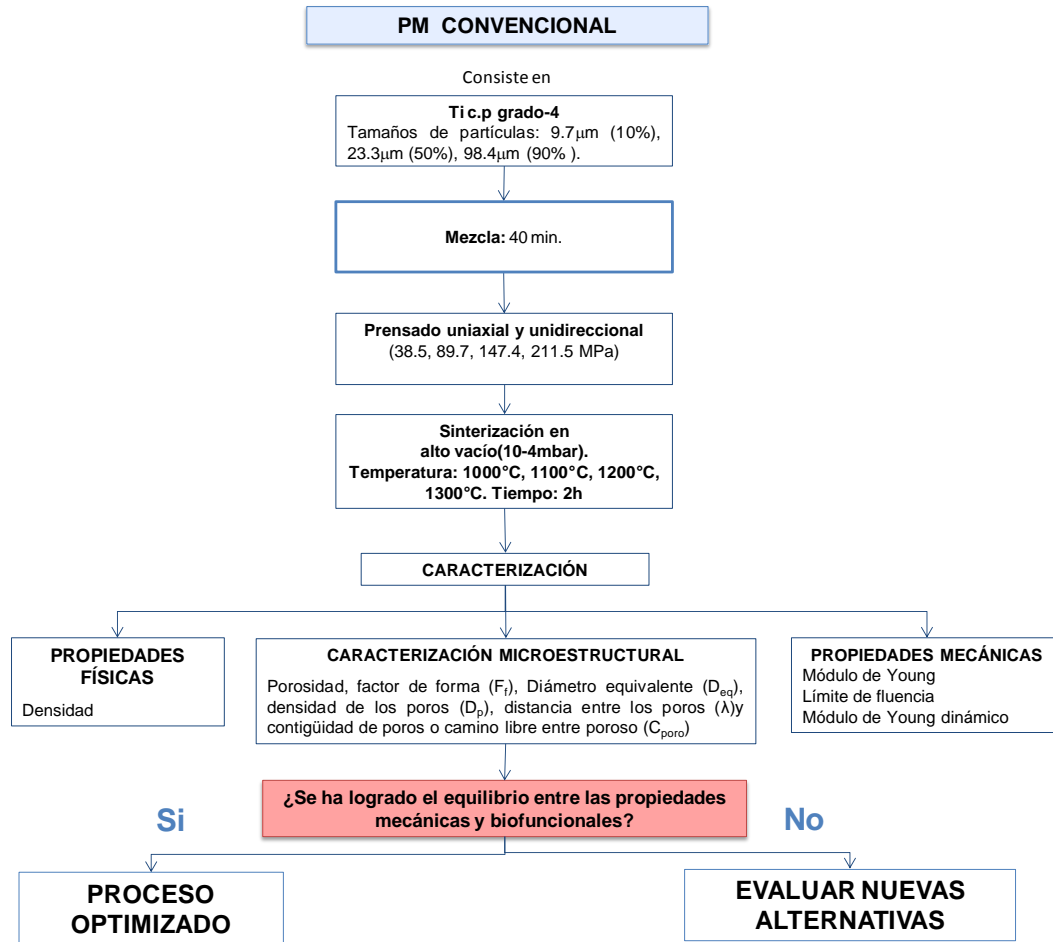 PM CONVENCIONAL
Consiste en
Ti c.p grado-4
Tamaños de partículas: 9.7μm (10%),
23.3μm (50%), 98.4μm (90% ).
Mezcla: 40 min.
Prensado uniaxial y unidireccional
(38.5, 89.7, 147.4, 211.5 MPa)
Sinterización en
alto vacío(10-4mbar).
Temperatura: 1000°C, 1100°C, 1200°C,
1300°C. Tiempo: 2h
CARACTERIZACIÓN
PROPIEDADES
FÍSICAS
Densidad
CARACTERIZACIÓN MICROESTRUCTURAL
Porosidad, factor de forma (Ff), Diámetro equivalente (Deq),
densidad de los poros (Dp), distancia entre los poros (λ)y
contigüidad de poros o camino libre entre poroso (Cporo)
PROPIEDADES MECÁNICAS
Módulo de Young
Límite de fluencia
Módulo de Young dinámico
¿Se ha logrado el equilibrio entre las propiedades
mecánicas y biofuncionales?
Si
No
PROCESO
OPTIMIZADO
EVALUAR NUEVAS
ALTERNATIVAS